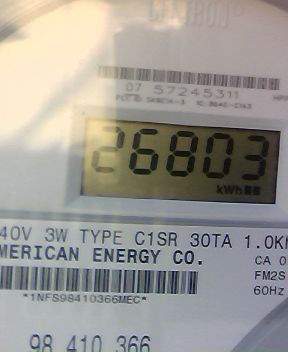 07 57245311
26803
kWh
40V 3W TYPE C1SR 30TA 1.0K
MERICAN ENERGY CO.
CA 0
FM2S
60Hz
*1NFS98410366MEC*
98 410 366